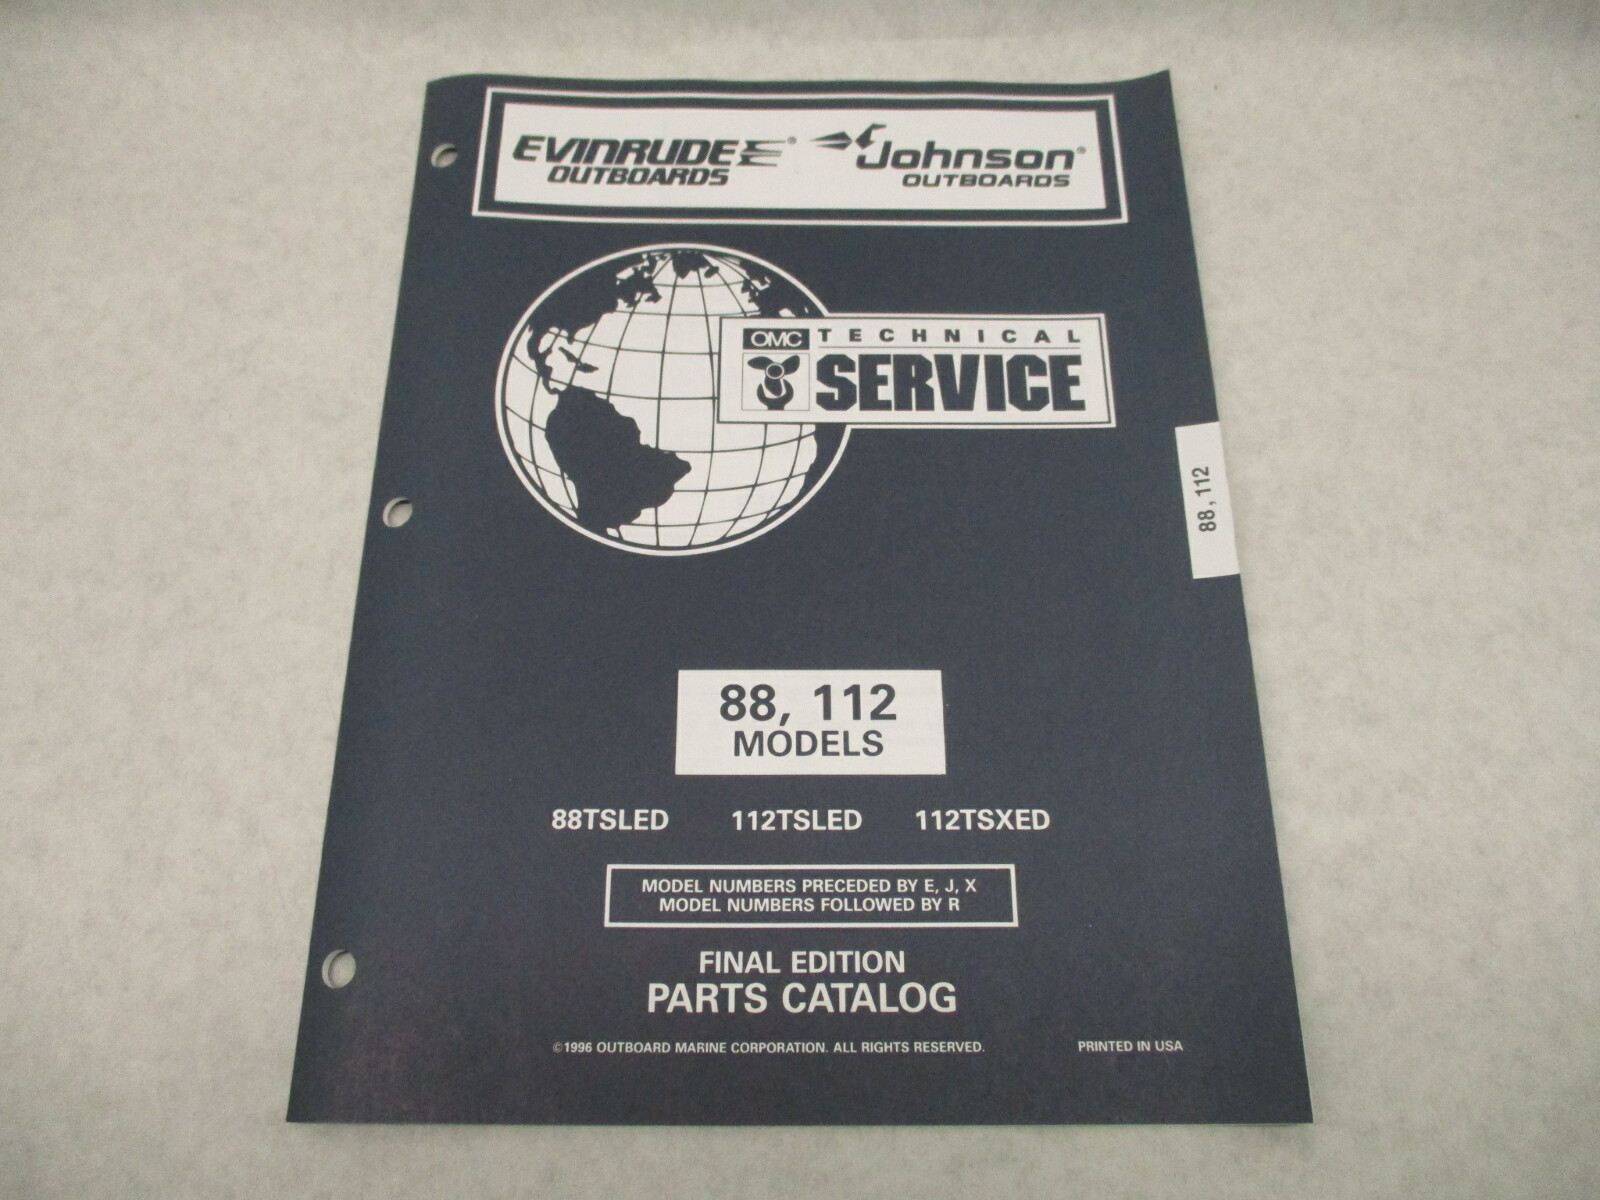 EVINRUDE® Johnson®
OUTBOARDS OUTBOARDS
OMC TECHNICAL
SERVICE
88, 112
88, 112
MODELS
88TSLED 112TSLED 112TSXED
MODEL NUMBERS PRECEDED BY E, J, X
MODEL NUMBERS FOLLOWED BY R
FINAL EDITION
PARTS CATALOG
©1996 OUTBOARD MARINE CORPORATION. ALL RIGHTS RESERVED. PRINTED IN USA